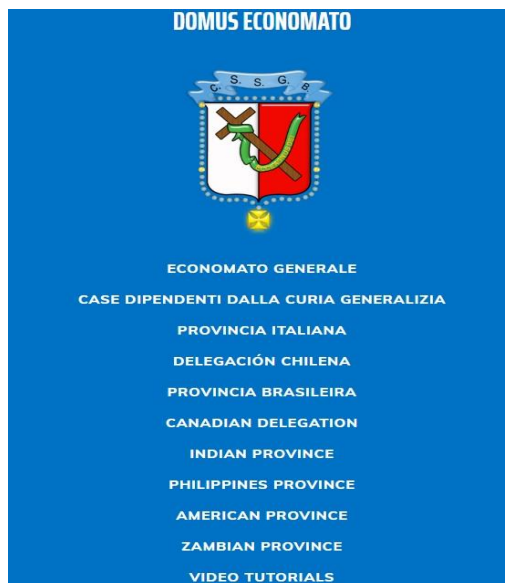 DOMUS ECONOMATO
C. S. S. G. B
ECONOMATO GENERALE
CASE DIPENDENTI DALLA CURIA GENERALIZIA
PROVINCIA ITALIANA
DELEGACIÓN CHILENA
PROVINCIA BRASILEIRA
CANADIAN DELEGATION
INDIAN PROVINCE
PHILIPPINES PROVINCE
AMERICAN PROVINCE
ZAMBIAN PROVINCE
VIDEO TUTORIALS